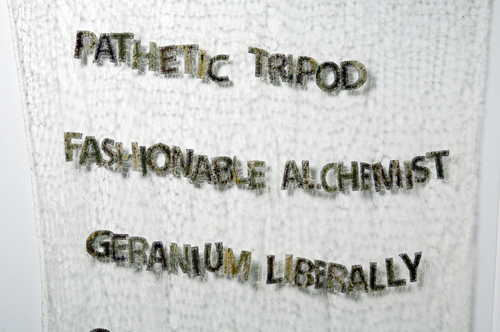 PATHETIC TRIPOD
FASHIONABLE ALCHEMIST
GERANIUM LIBERALLY